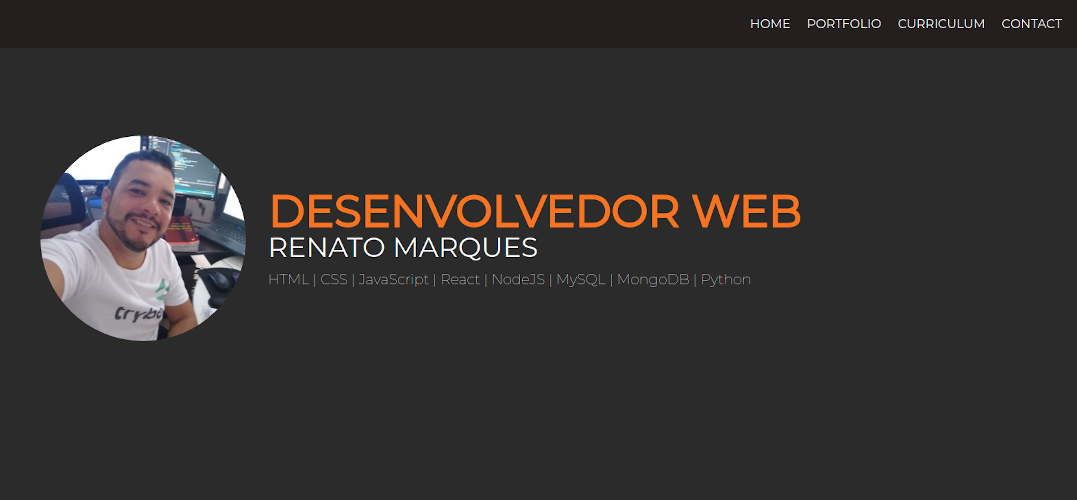 HOME PORTFOLIO CURRICULUM CONTACT
DESENVOLVEDOR WEB
RENATO MARQUES
HTML | CSS | JavaScript | React | NodeJS | MySQL | MongoDB | Python